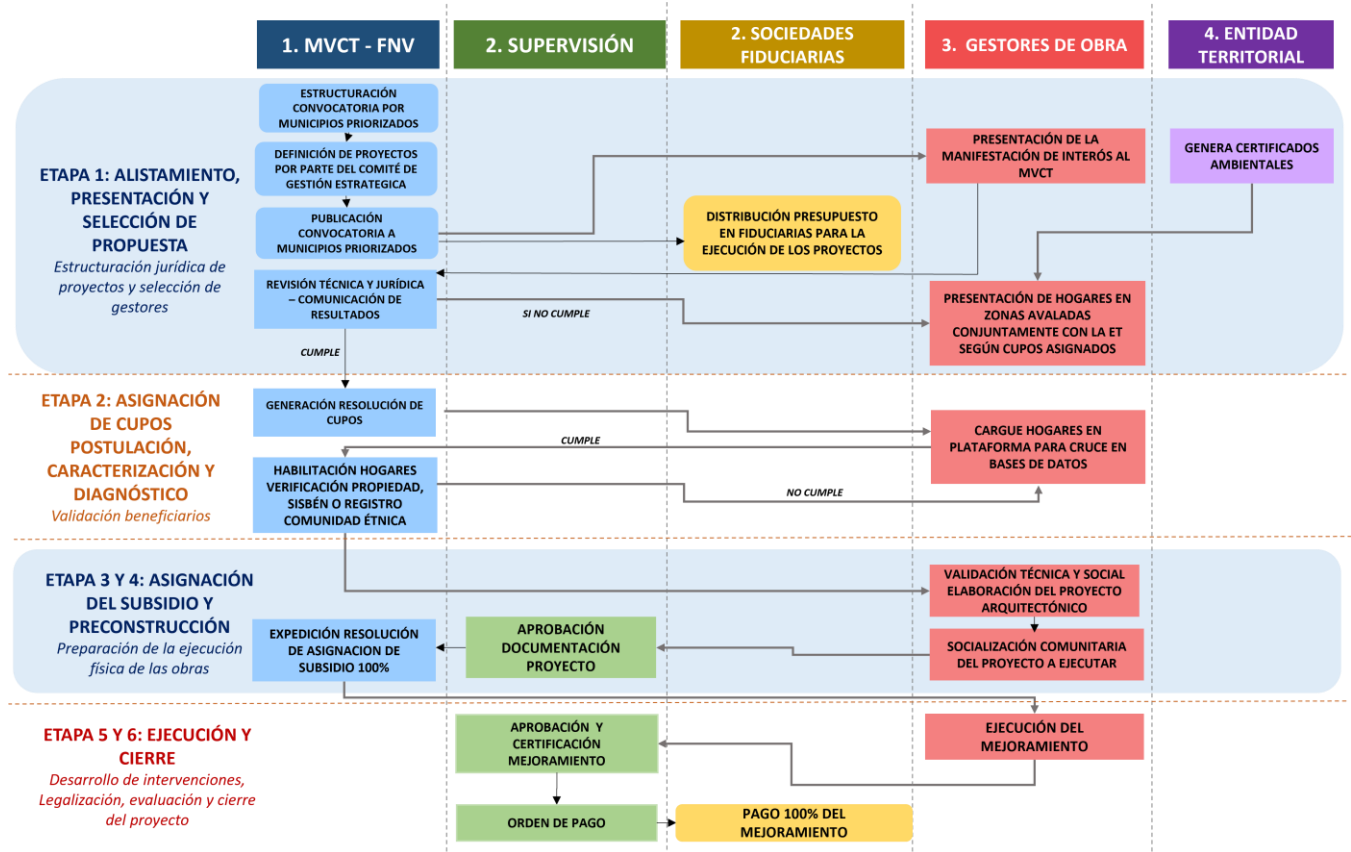 1. MVCT - FNV
2. SUPERVISIÓN
2. SOCIEDADES
FIDUCIARIAS
3. GESTORES DE OBRA
4. ENTIDAD
TERRITORIAL
ETAPA 1: ALISTAMIENTO,
PRESENTACIÓN Y
SELECCIÓN DE
PROPUESTA
Estructuración jurídica de
proyectos y selección de
gestores
ESTRUCTURACIÓN
CONVOCATORIA POR
MUNICIPIOS PRIORIZADOS
DEFINICIÓN DE PROYECTOS
POR PARTE DEL COMITÉ DE
GESTIÓN ESTRATEGICA
PUBLICACIÓN
CONVOCATORIA A
MUNICIPIOS PRIORIZADOS
REVISIÓN TÉCNICA Y JURÍDICA
– COMUNICACIÓN DE
RESULTADOS
DISTRIBUCIÓN PRESUPUESTO
EN FIDUCIARIAS PARA LA
EJECUCIÓN DE LOS PROYECTOS
PRESENTACIÓN DE LA
MANIFESTACIÓN DE INTERÓS AL
MVCT
GENERA CERTIFICADOS
AMBIENTALES
PRESENTACIÓN DE HOGARES EN
ZONAS AVALADAS
CONJUNTAMENTE CON LA ET
SEGÚN CUPOS ASIGNADOS
SI NO CUMPLE
CUMPLE
ETAPA 2: ASIGNACIÓN
DE CUPOS
POSTULACIÓN,
CARACTERIZACIÓN Y
DIAGNÓSTICO
Validación beneficiarios
GENERACIÓN RESOLUCIÓN DE
CUPOS
CUMPLE
CARGUE HOGARES EN
PLATAFORMA PARA CRUCE EN
BASES DE DATOS
HABILITACIÓN HOGARES
VERIFICACIÓN PROPIEDAD,
SISBÉN O REGISTRO
COMUNIDAD ÉTNICA
NO CUMPLE
ETAPA 3 Y 4: ASIGNACIÓN
DEL SUBSIDIO Y
PRECONSTRUCCIÓN
Preparación de la ejecución
física de las obras
VALIDACIÓN TÉCNICA Y SOCIAL
ELABORACIÓN DEL PROYECTO
ARQUITECTÓNICO
SOCIALIZACIÓN COMUNITARIA
DEL PROYECTO A EJECUTAR
APROBACIÓN
DOCUMENTACIÓN
PROYECTO
EXPEDICIÓN RESOLUCIÓN
DE ASIGNACION DE
SUBSIDIO 100%
ETAPA 5 Y 6: EJECUCIÓN Y
CIERRE
Desarrollo de intervenciones,
Legalización, evaluación y cierre
del proyecto
EJECUCIÓN DEL
MEJORAMIENTO
APROBACIÓN Y
CERTIFICACIÓN
MEJORAMIENTO
ORDEN DE PAGO
PAGO 100% DEL
MEJORAMIENTO